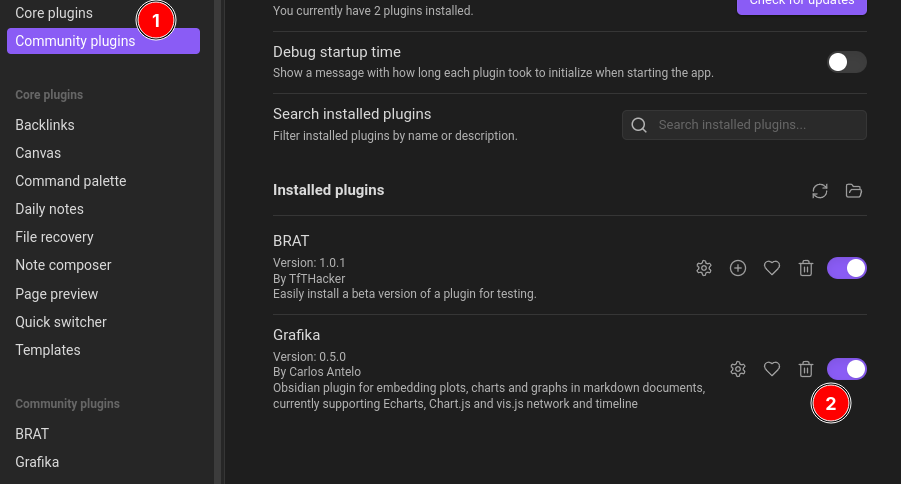 Core plugins
1
Community plugins
Core plugins
Backlinks
Canvas
Command palette
Daily notes
File recovery
Note composer
Page preview
Quick switcher
Templates
Community plugins
BRAT
Grafika
You currently have 2 plugins installed.
Check for updates
Debug startup time
Show a message with how long each plugin took to initialize when starting the app.
Search installed plugins
Filter installed plugins by name or description.
Search installed plugins...
Installed plugins
BRAT
Version: 1.0.1
By TfTHacker
Easily install a beta version of a plugin for testing.
Grafika
Version: 0.5.0
By Carlos Antelo
Obsidian plugin for embedding plots, charts and graphs in markdown documents,
currently supporting Echarts, Chart.js and vis.js network and timeline
2